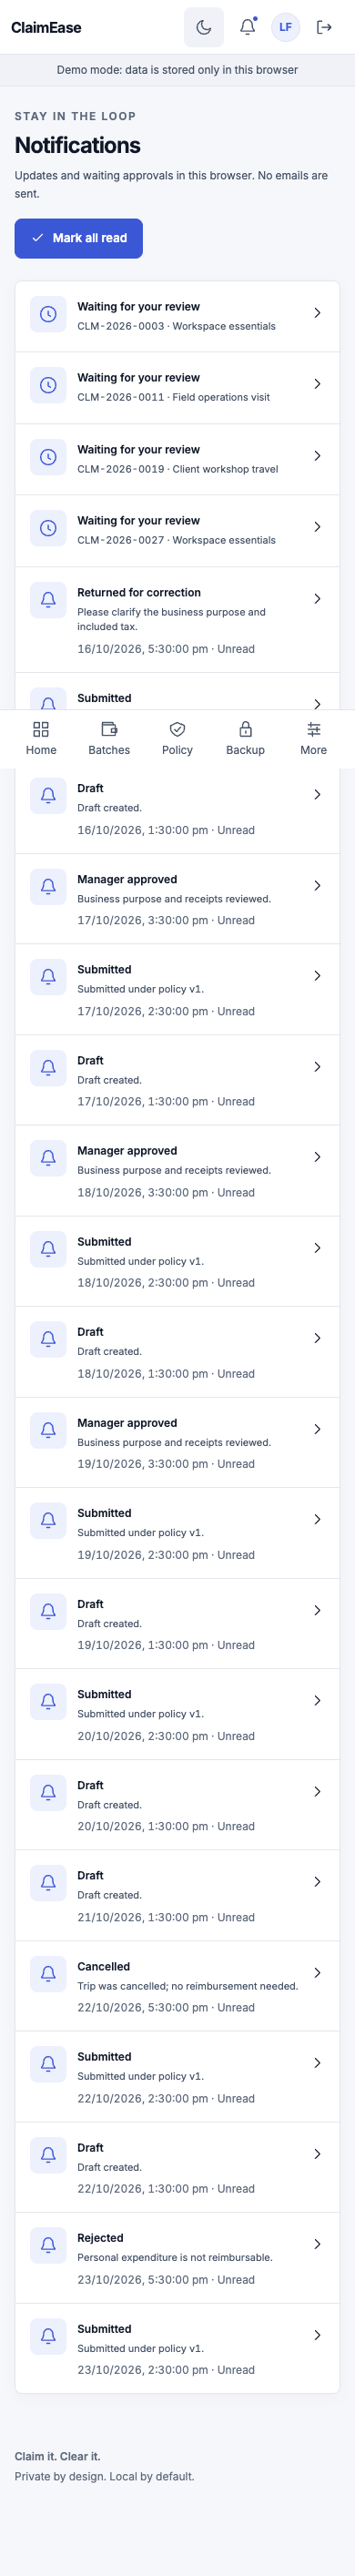 ClaimEase
LF
Demo mode: data is stored only in this browser
STAY IN THE LOOP
Notifications
Updates and waiting approvals in this browser. No emails are
sent.
Mark all read
Waiting for your review
CLM-2026-0003 · Workspace essentials
Waiting for your review
CLM-2026-0011 · Field operations visit
Waiting for your review
CLM-2026-0019 · Client workshop travel
Waiting for your review
CLM-2026-0027 · Workspace essentials
Returned for correction
Please clarify the business purpose and
included tax.
16/10/2026, 5:30:00 pm · Unread
Submitted
Home
Batches
Policy
Backup
More
Draft
Draft created.
16/10/2026, 1:30:00 pm · Unread
Manager approved
Business purpose and receipts reviewed.
17/10/2026, 3:30:00 pm · Unread
Submitted
Submitted under policy v1.
17/10/2026, 2:30:00 pm · Unread
Draft
Draft created.
17/10/2026, 1:30:00 pm · Unread
Manager approved
Business purpose and receipts reviewed.
18/10/2026, 3:30:00 pm · Unread
Submitted
Submitted under policy v1.
18/10/2026, 2:30:00 pm · Unread
Draft
Draft created.
18/10/2026, 1:30:00 pm · Unread
Manager approved
Business purpose and receipts reviewed.
19/10/2026, 3:30:00 pm · Unread
Submitted
Submitted under policy v1.
19/10/2026, 2:30:00 pm · Unread
Draft
Draft created.
19/10/2026, 1:30:00 pm · Unread
Submitted
Submitted under policy v1.
20/10/2026, 2:30:00 pm · Unread
Draft
Draft created.
20/10/2026, 1:30:00 pm · Unread
Draft
Draft created.
21/10/2026, 1:30:00 pm · Unread
Cancelled
Trip was cancelled; no reimbursement needed.
22/10/2026, 5:30:00 pm · Unread
Submitted
Submitted under policy v1.
22/10/2026, 2:30:00 pm · Unread
Draft
Draft created.
22/10/2026, 1:30:00 pm · Unread
Rejected
Personal expenditure is not reimbursable.
23/10/2026, 5:30:00 pm · Unread
Submitted
Submitted under policy v1.
23/10/2026, 2:30:00 pm · Unread
Claim it. Clear it.
Private by design. Local by default.